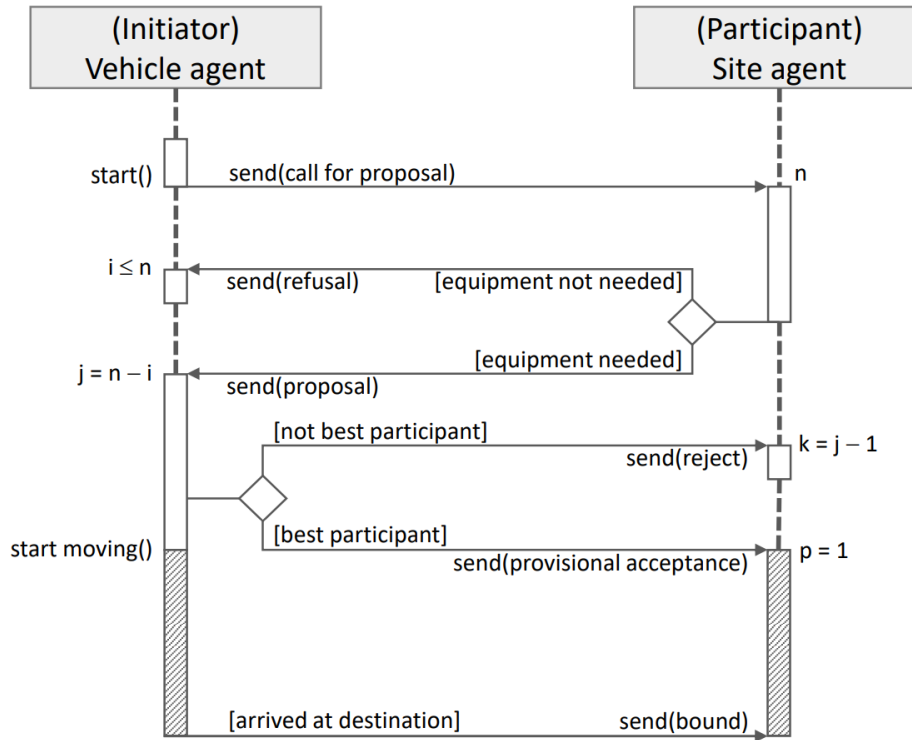 (Initiator)
Vehicle agent
(Participant)
Site agent
start()
send(call for proposal)
n
i ≤ n
send(refusal)
[equipment not needed]
[equipment needed]
j = n − i
send(proposal)
[not best participant]
send(reject)
k = j − 1
[best participant]
start moving()
send(provisional acceptance)
p = 1
[arrived at destination]
send(bound)